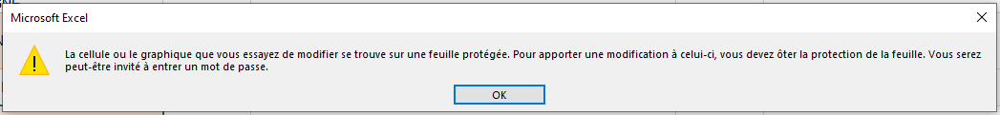 Microsoft Excel
La cellule ou le graphique que vous essayez de modifier se trouve sur une feuille protégée. Pour apporter une modification à celui-ci, vous devez ôter la protection de la feuille. Vous serez
peut-être invité à entrer un mot de passe.
OK